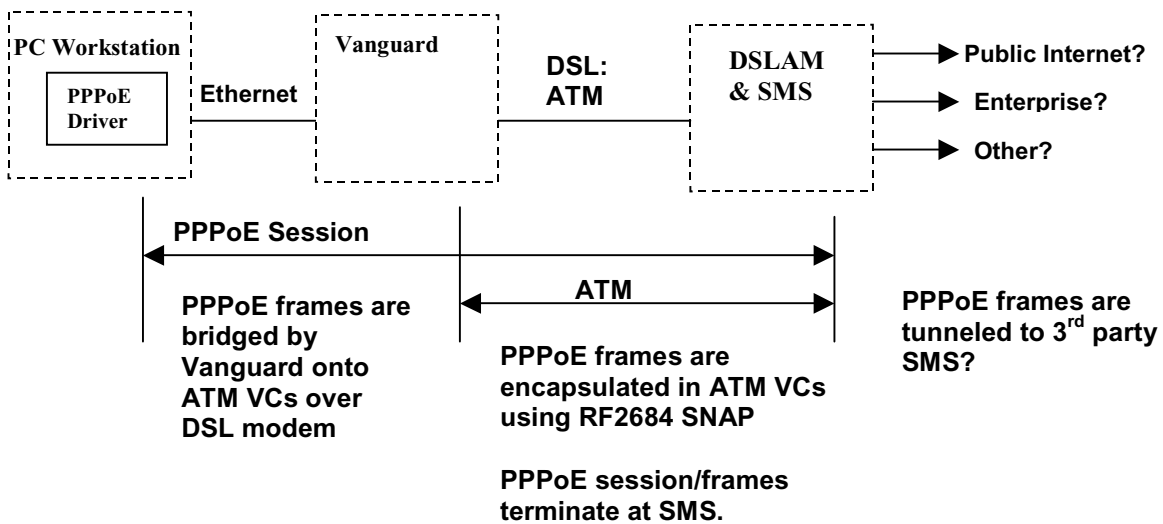 PC Workstation
PPPoE
Driver
Ethernet
Vanguard
DSL:
ATM
DSLAM
& SMS
Public Internet?
Enterprise?
Other?
PPPoE Session
ATM
PPPoE frames are
bridged by
Vanguard onto
ATM VCs over
DSL modem
PPPoE frames are
encapsulated in ATM VCs
using RF2684 SNAP
PPPoE session/frames
terminate at SMS.
PPPoE frames are
tunneled to 3rd party
SMS?